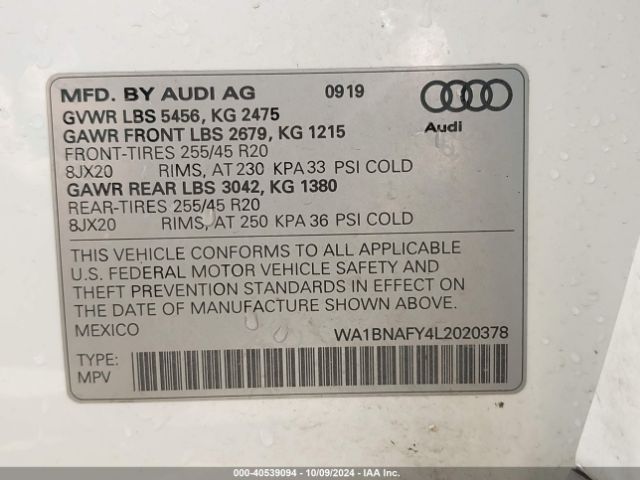 MFD. BY AUDI AG 0919
GVWR LBS 5456, KG 2475
GAWR FRONT LBS 2679, KG 1215
Audi
FRONT-TIRES 255/45 R20
8JX20 RIMS, AT 230 KPA 33 PSI COLD
GAWR REAR LBS 3042, KG 1380
REAR-TIRES 255/45 R20
8JX20 RIMS, AT 250 KPA 36 PSI COLD
THIS VEHICLE CONFORMS TO ALL APPLICABLE
U.S. FEDERAL MOTOR VEHICLE SAFETY AND
THEFT PREVENTION STANDARDS IN EFFECT ON
THE DATE OF MANUFACTURE SHOWN ABOVE.
MEXICO WA1BNAFY4L2020378
TYPE:
MPV
000-40539094 - 10/09/2024 - IAAI.com